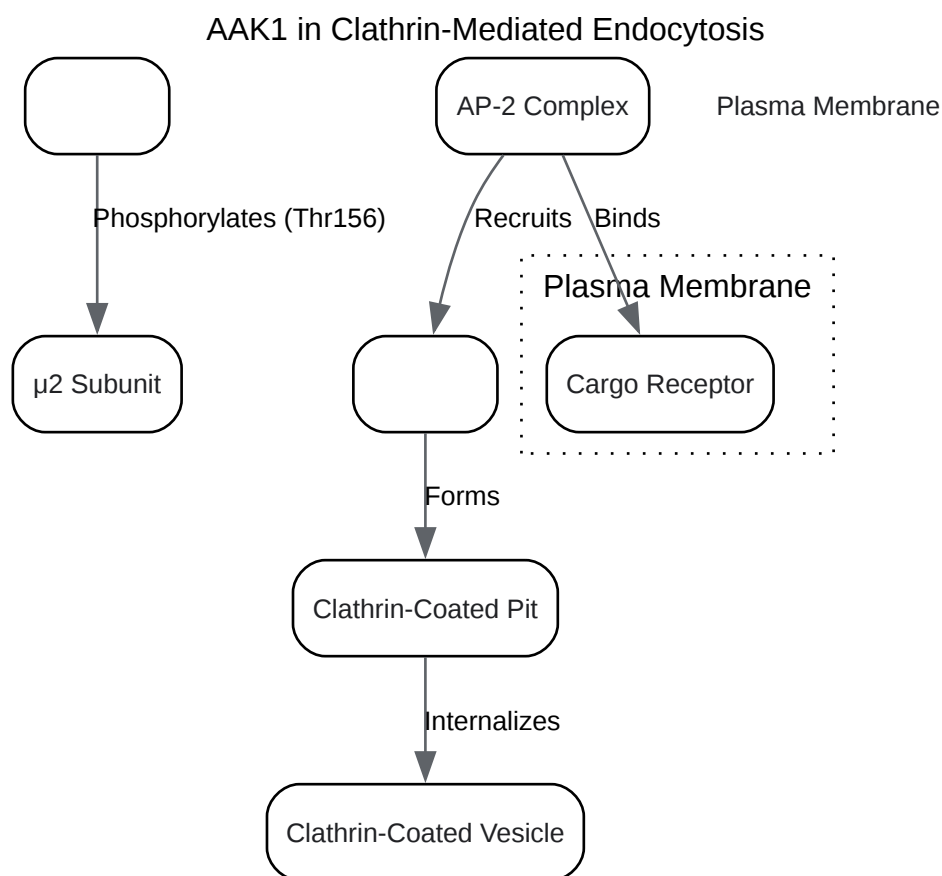 AAK1 in Clathrin-Mediated Endocytosis
AP-2 Complex
Plasma Membrane
Phosphorylates (Thr156)
Recruits
Binds
Plasma Membrane
μ2 Subunit
Cargo Receptor
Forms
Clathrin-Coated Pit
Internalizes
Clathrin-Coated Vesicle